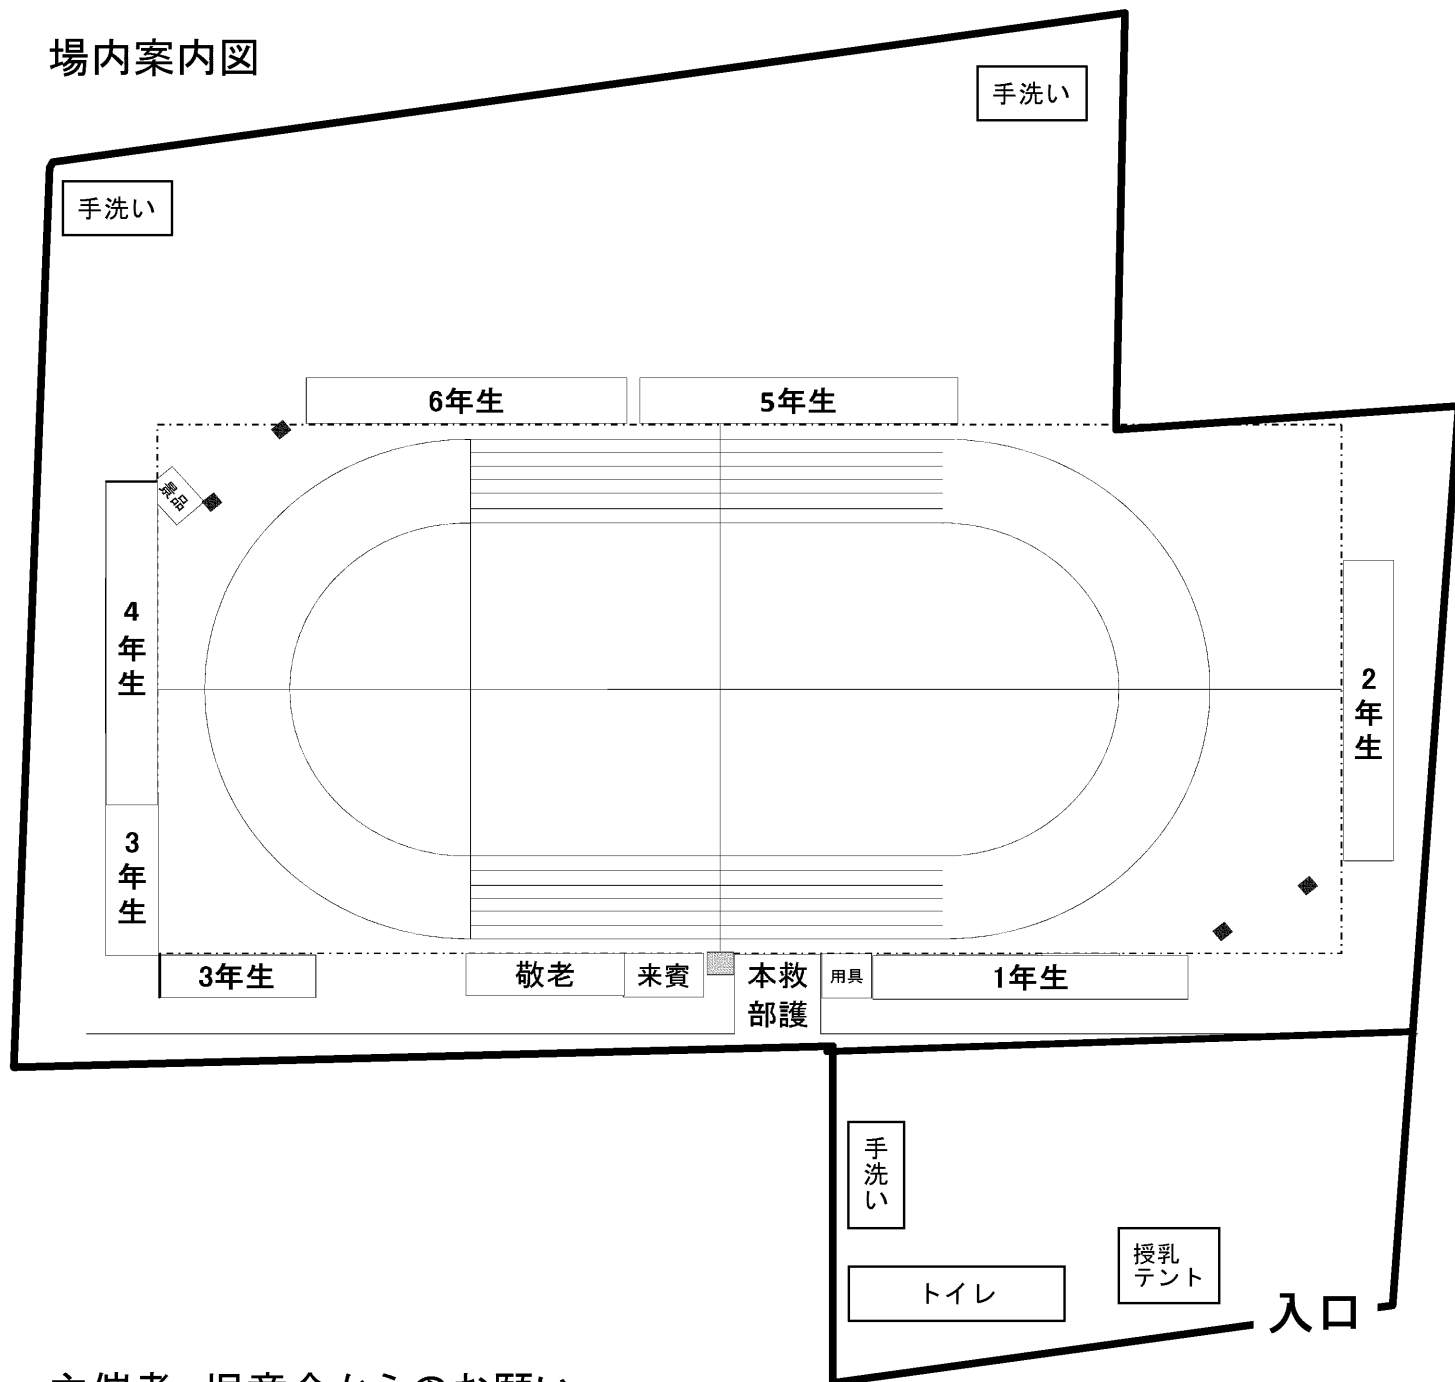 場内案内図
手洗い
手洗い
6年生
5年生
景品
4年生
2年生
3年生
3年生
敬老
来賓
本部
救護
用具
1年生
手洗い
授乳
テント
トイレ
入口